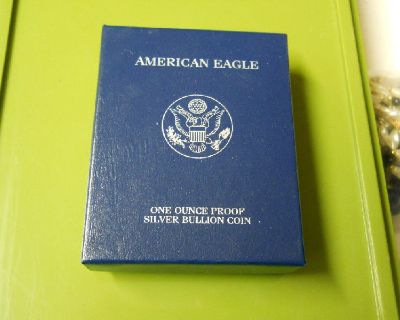 AMERICAN EAGLE
ONE OUNCE PROOF
SILVER BULLION COIN